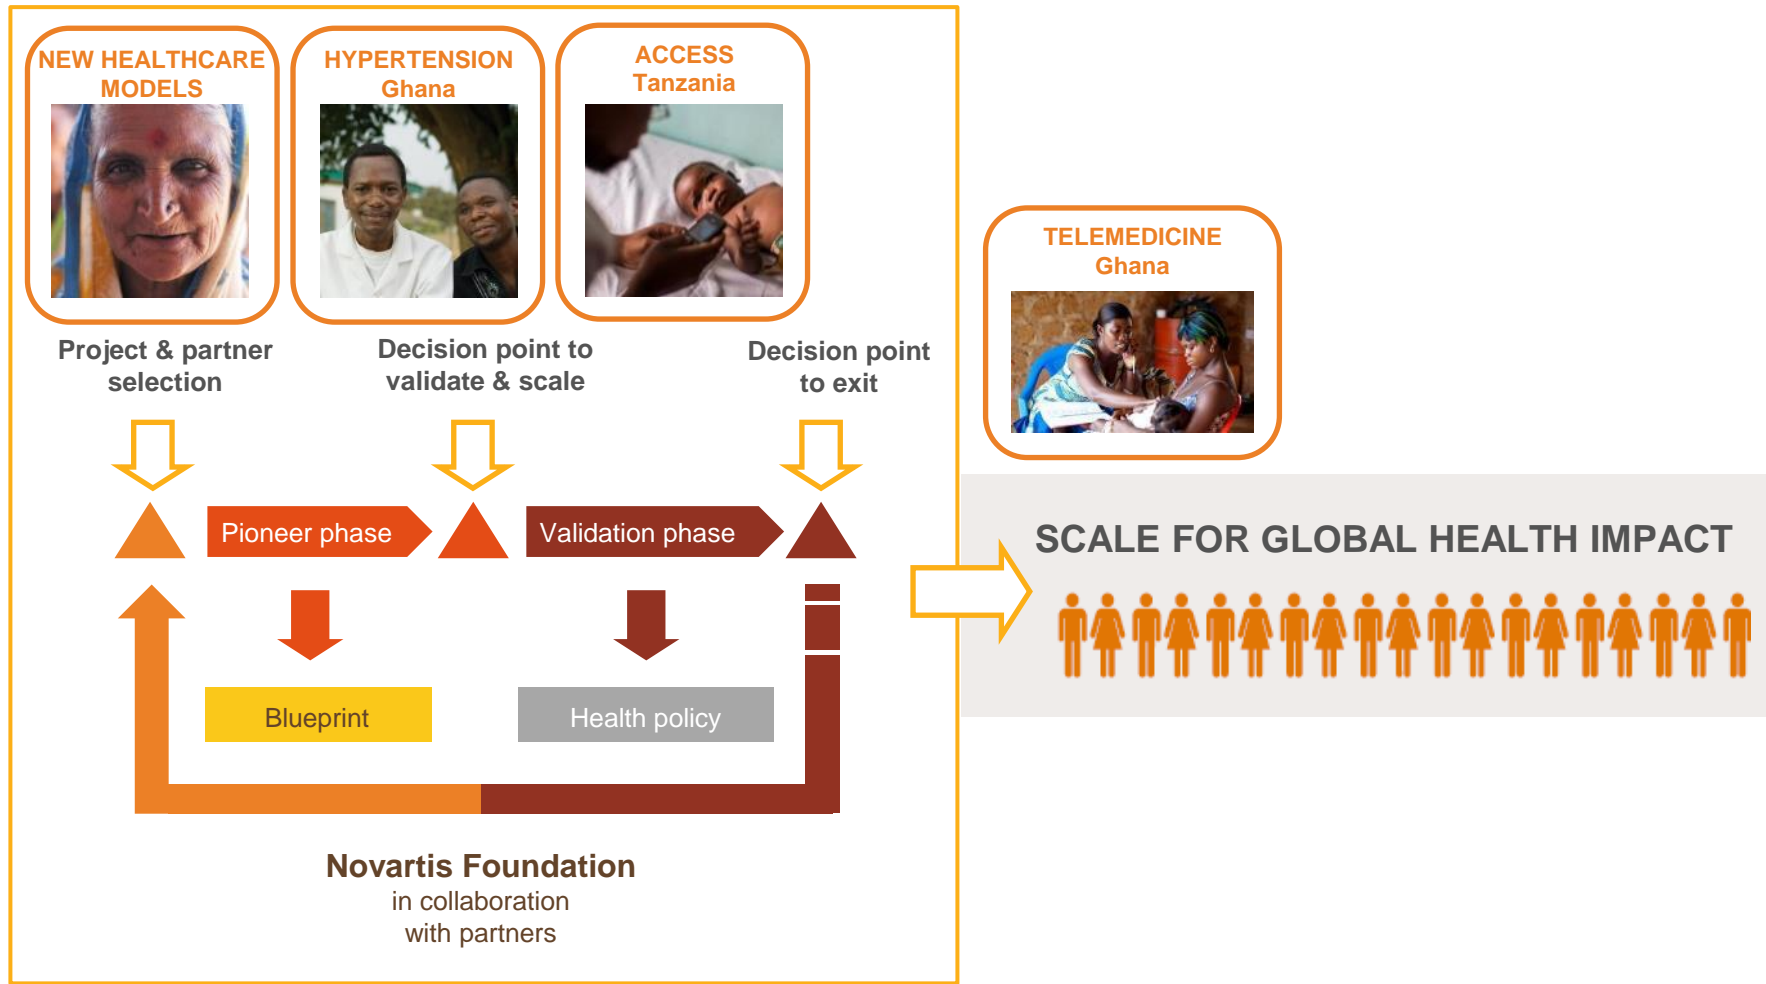 NEW HEALTHCARE
MODELS
HYPERTENSION
Ghana
ACCESS
Tanzania
TELEMEDICINE
Ghana
Project & partner
selection
Decision point to
validate & scale
Decision point
to exit
Pioneer phase
Validation phase
SCALE FOR GLOBAL HEALTH IMPACT
Blueprint
Health policy
Novartis Foundation
in collaboration
with partners